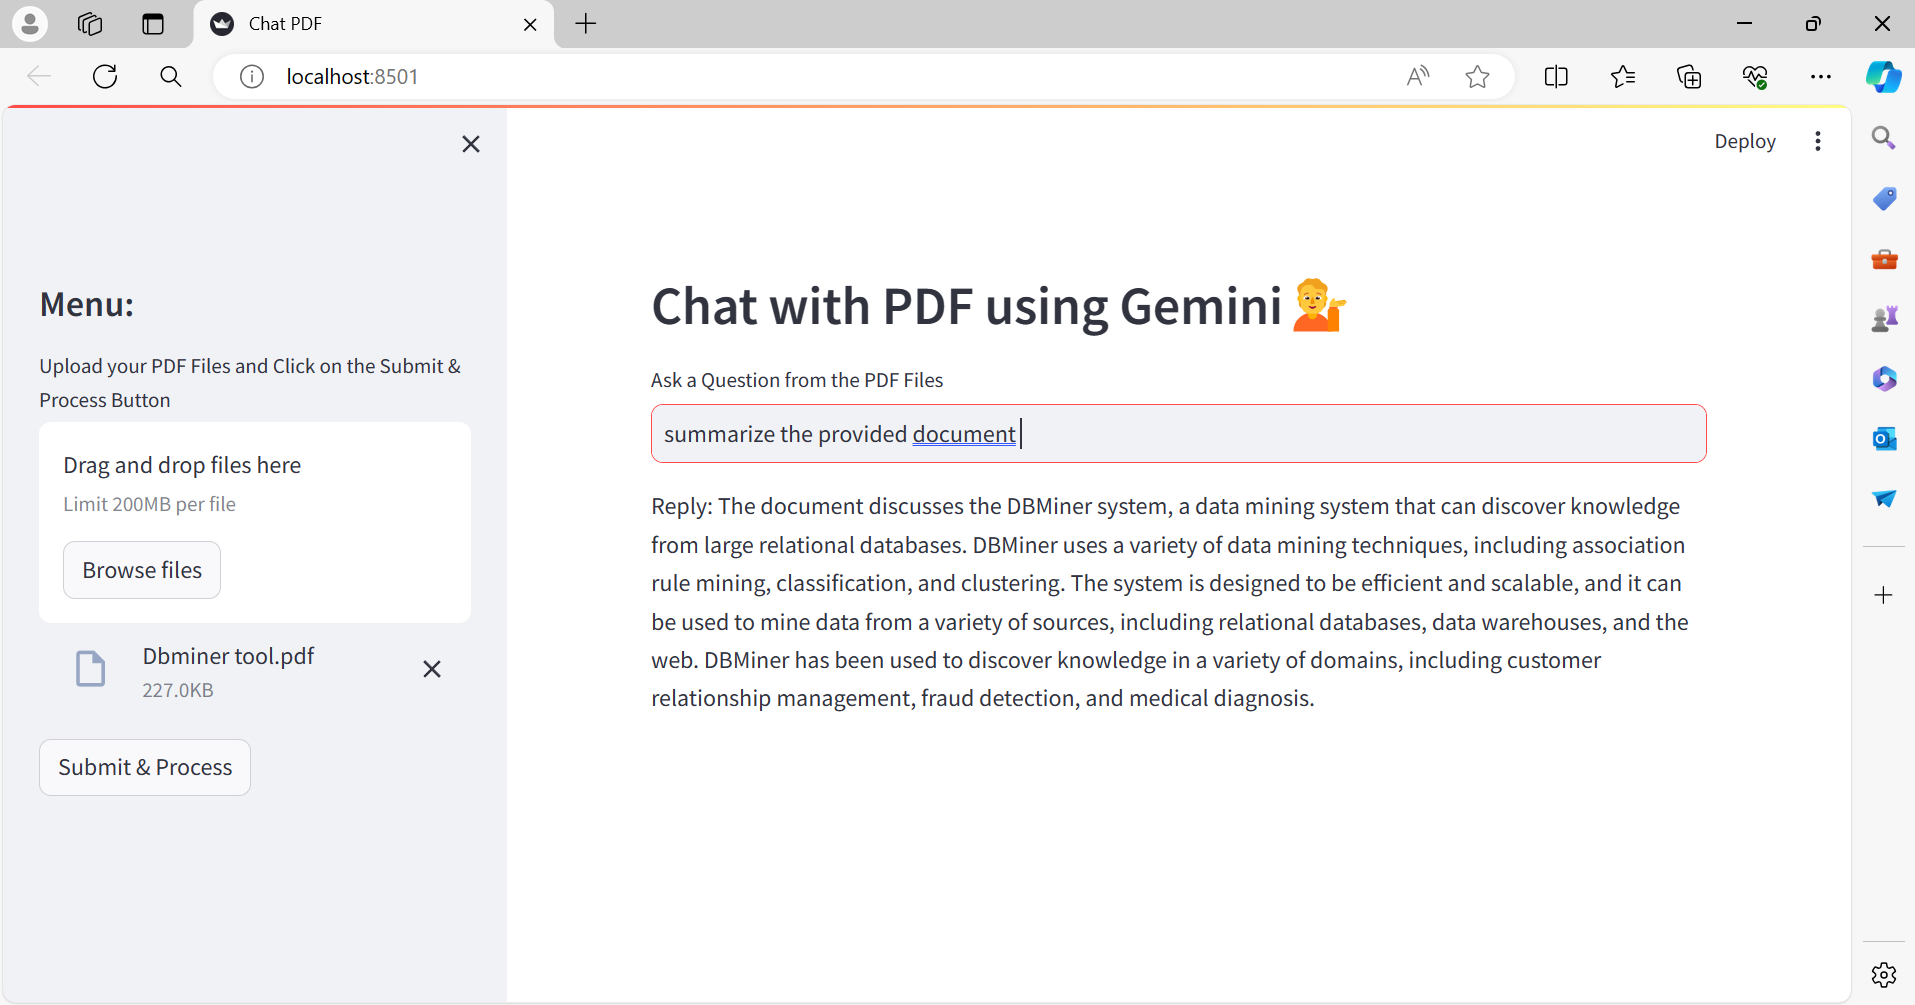 Chat PDF
localhost:8501
Deploy
Menu:
Upload your PDF Files and Click on the Submit &
Process Button
Drag and drop files here
Limit 200MB per file
Browse files
Dbminer tool.pdf
227.0KB
Submit & Process
Chat with PDF using Gemini 💁
Ask a Question from the PDF Files
summarize the provided document
Reply: The document discusses the DBMiner system, a data mining system that can discover knowledge
from large relational databases. DBMiner uses a variety of data mining techniques, including association
rule mining, classification, and clustering. The system is designed to be efficient and scalable, and it can
be used to mine data from a variety of sources, including relational databases, data warehouses, and the
web. DBMiner has been used to discover knowledge in a variety of domains, including customer
relationship management, fraud detection, and medical diagnosis.